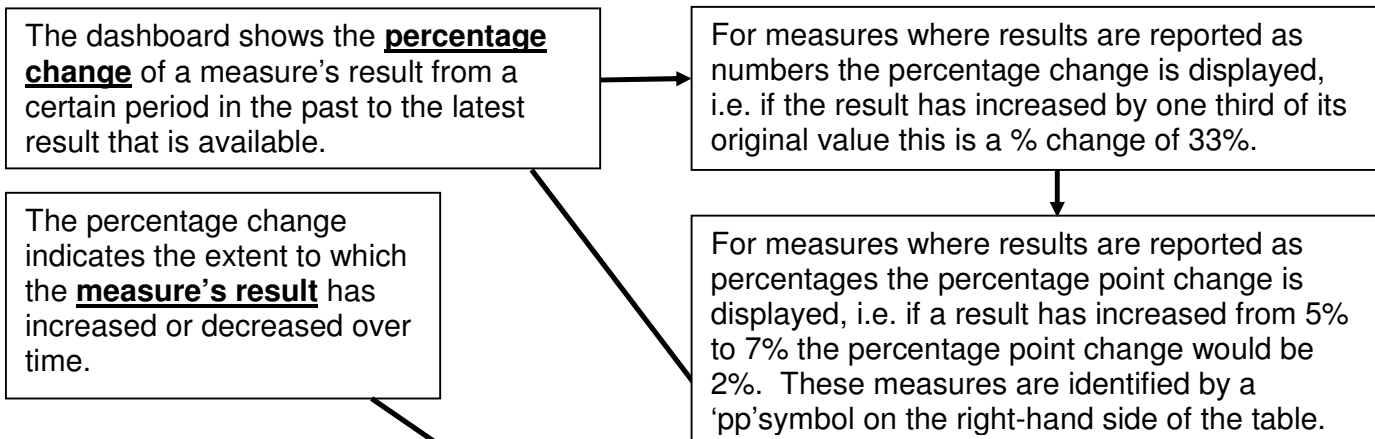 The dashboard shows the percentage
change of a measure's result from a
certain period in the past to the latest
result that is available.
For measures where results are reported as
numbers the percentage change is displayed,
i.e. if the result has increased by one third of its
original value this is a % change of 33%.
The percentage change
indicates the extent to which
the measure's result has
increased or decreased over
time.
For measures where results are reported as
percentages the percentage point change is
displayed, i.e. if a result has increased from 5%
to 7% the percentage point change would be
2%.  These measures are identified by a
'pp'symbol on the right-hand side of the table.